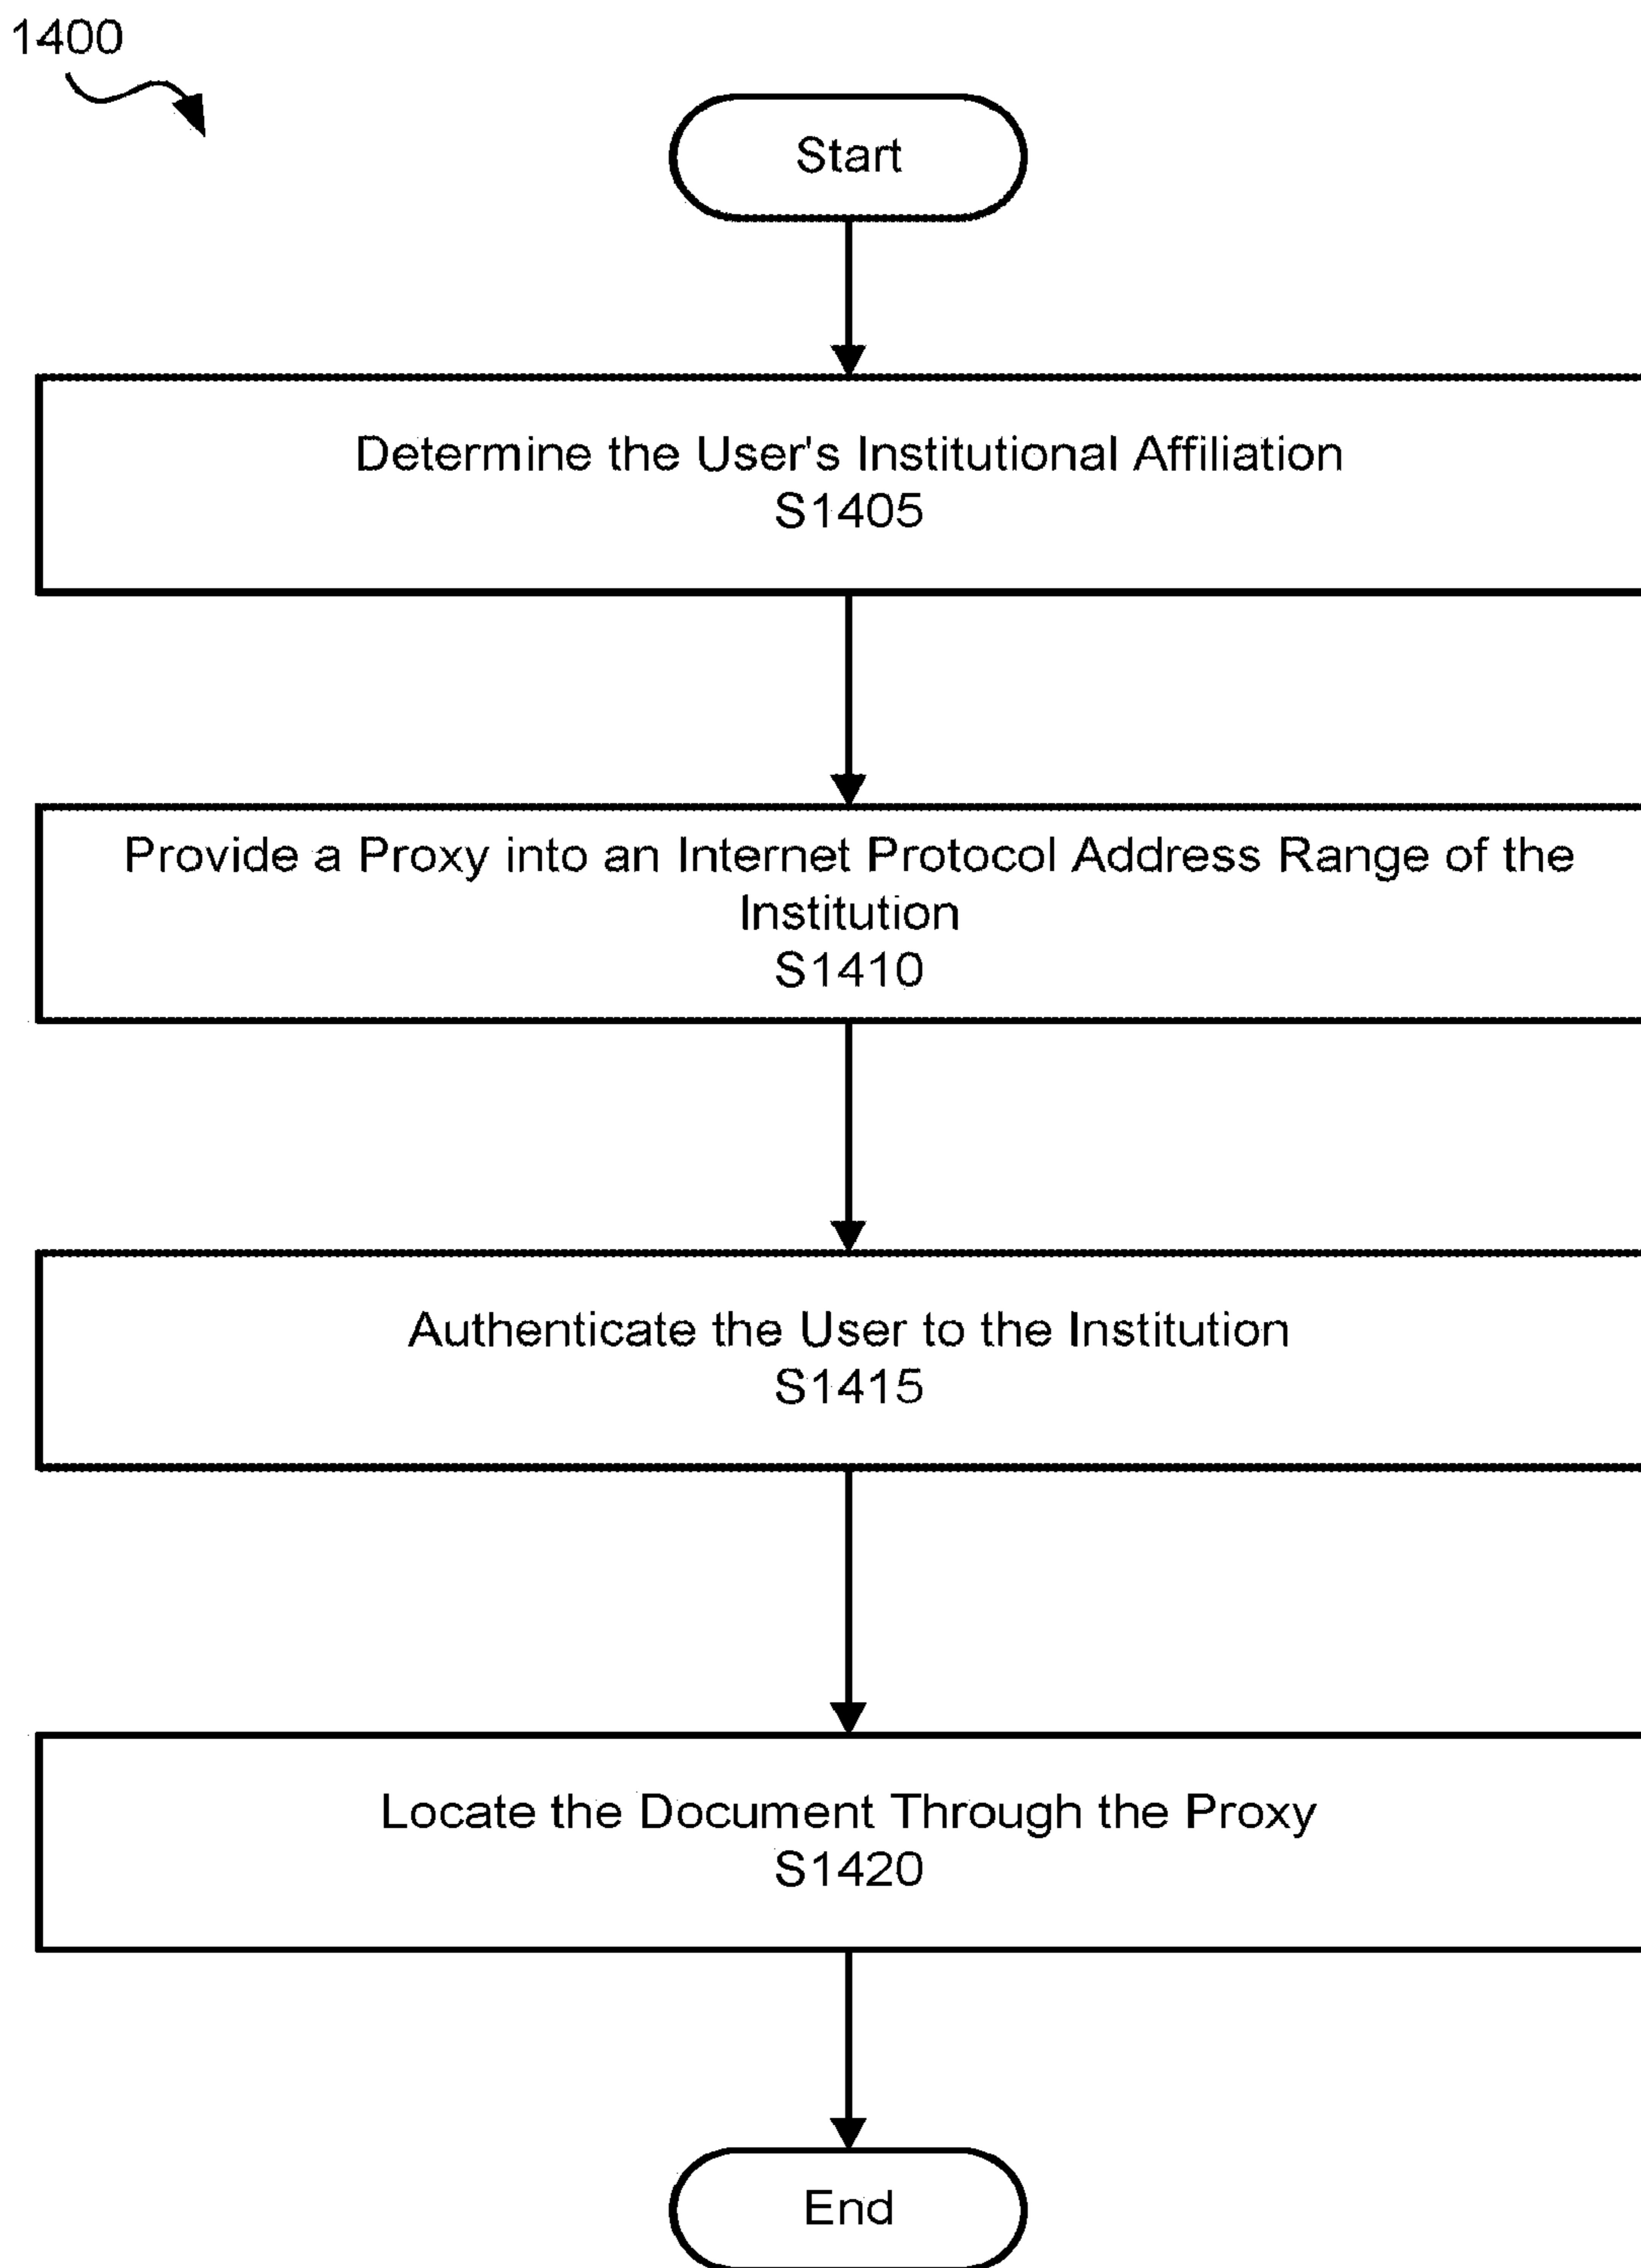 1400
Start
Determine the User's Institutional Affiliation
S1405
Provide a Proxy into an Internet Protocol Address Range of the
Institution
S1410
Authenticate the User to the Institution
S1415
Locate the Document Through the Proxy
S1420
End